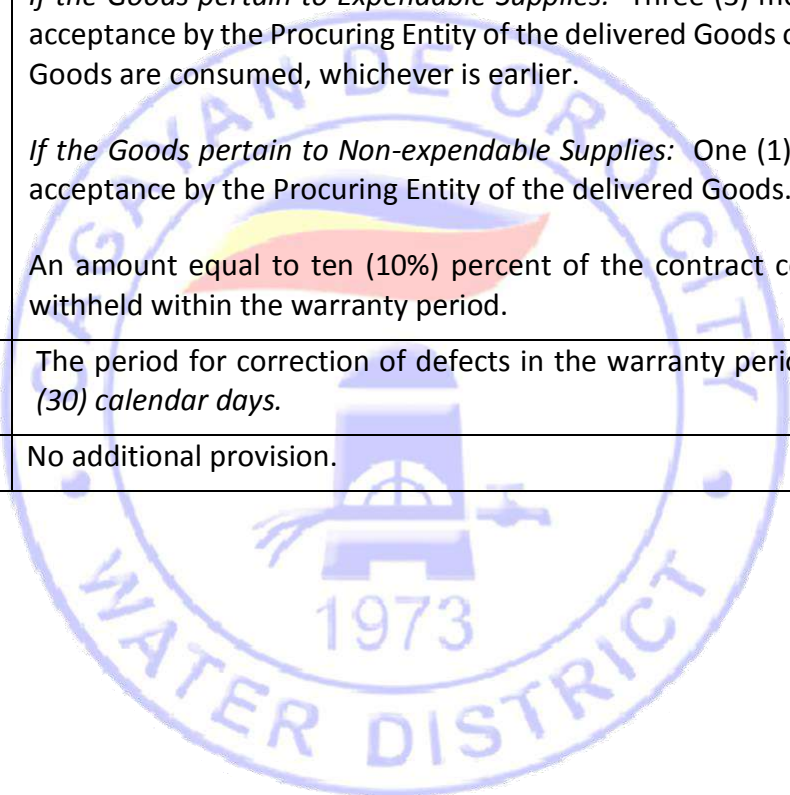 If the Goods pertain to Expendable Supplies: Three (3)
acceptance by the Procuring Entity of the delivered Goods
Goods are consumed, whichever is earlier.
If the Goods pertain to Non-expendable Supplies: One (1)
acceptance by the Procuring Entity of the delivered Goods.
An amount equal to ten (10%) percent of the contract
withheld within the warranty period.
The period for correction of defects in the warranty
(30) calendar days.
No additional provision.
CAGAYAN DE ORO CITY
1973
WATER DISTRICT